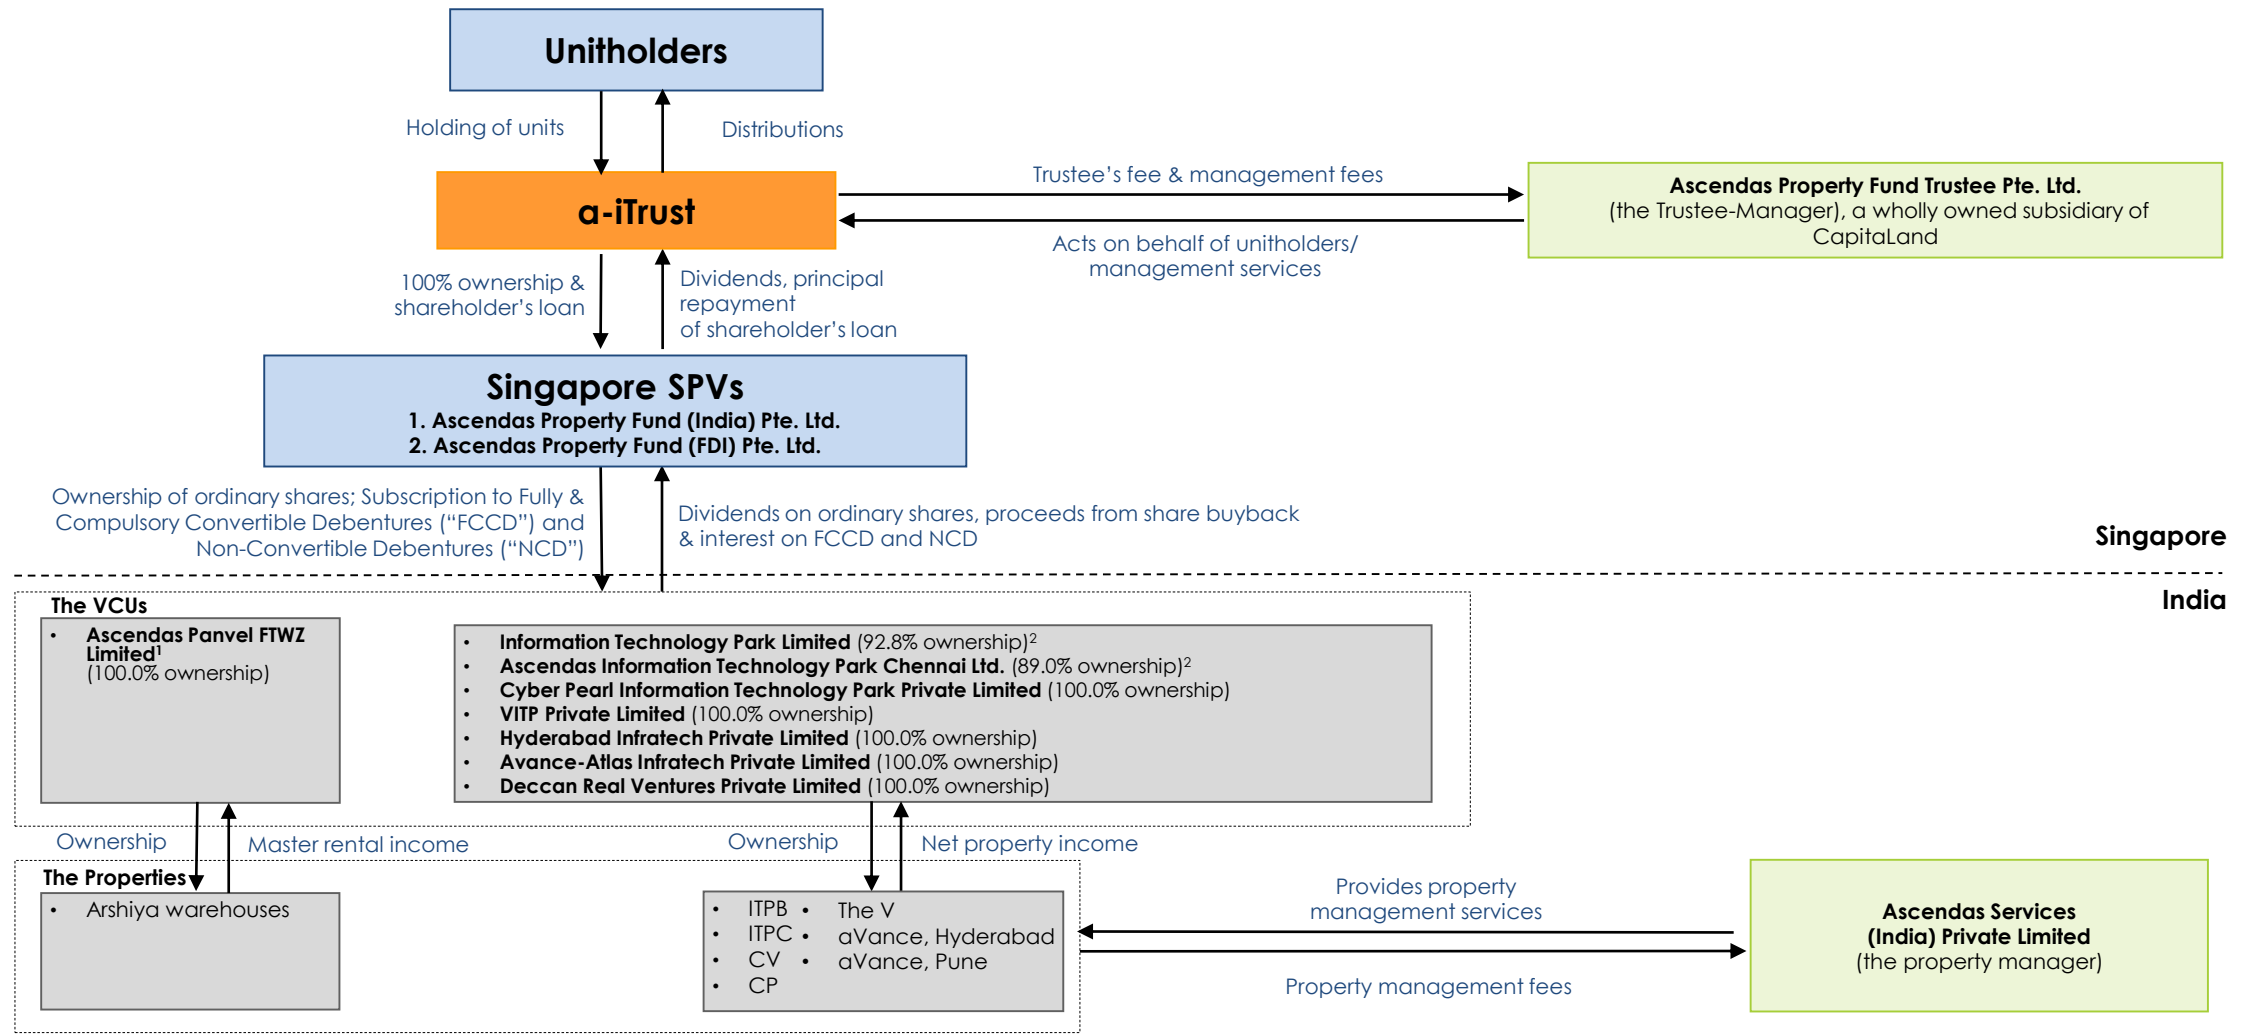 Unitholders
Holding of units
Distributions
a-iTrust
Trustee’s fee & management fees
Acts on behalf of unitholders/
management services
Ascendas Property Fund Trustee Pte. Ltd.
(the Trustee-Manager), a wholly owned subsidiary of
CapitaLand
100% ownership &
shareholder’s loan
Dividends, principal
repayment
of shareholder’s loan
Singapore SPVs
1. Ascendas Property Fund (India) Pte. Ltd.
2. Ascendas Property Fund (FDI) Pte. Ltd.
Ownership of ordinary shares; Subscription to Fully &
Compulsory Convertible Debentures (“FCCD”) and
Non-Convertible Debentures (“NCD”)
Dividends on ordinary shares, proceeds from share buyback
& interest on FCCD and NCD
Singapore
India
The VCUs
• Ascendas Panvel FTWZ
Limited¹
(100.0% ownership)
• Information Technology Park Limited (92.8% ownership)²
• Ascendas Information Technology Park Chennai Ltd. (89.0% ownership)²
• Cyber Pearl Information Technology Park Private Limited (100.0% ownership)
• VITP Private Limited (100.0% ownership)
• Hyderabad Infratech Private Limited (100.0% ownership)
• Avance-Atlas Infratech Private Limited (100.0% ownership)
• Deccan Real Ventures Private Limited (100.0% ownership)
Ownership
Master rental income
Ownership
Net property income
The Properties
• Arshiya warehouses
• ITPB
• ITPC
• CV
• CP
• The V
• aVance, Hyderabad
• aVance, Pune
Provides property
management services
Property management fees
Ascendas Services
(India) Private Limited
(the property manager)